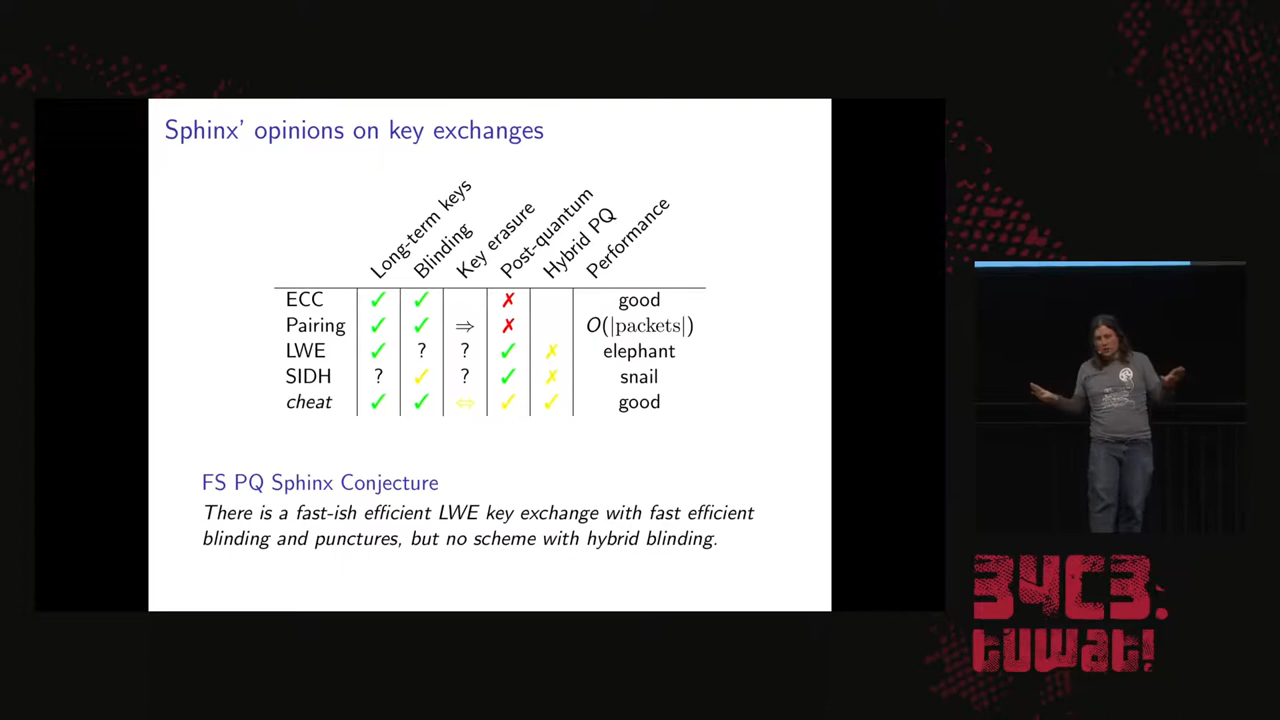 Sphinx' opinions on key exchanges
Long-term keys
Blinding
Key erasure
Post-quantum
Hybrid PQ
Performance
ECC ✓ ✓ ✗ good
Pairing ✓ ✓ ⇒ ✗ O(|packets|)
LWE ✓ ? ? ✓ ✗ elephant
SIDH ? ✓ ? ✓ ✗ snail
cheat ✓ ✓ ⇔ ✓ ✓ good
FS PQ Sphinx Conjecture
There is a fast-ish efficient LWE key exchange with fast efficient
blinding and punctures, but no scheme with hybrid blinding.
34C3.
tuwat!